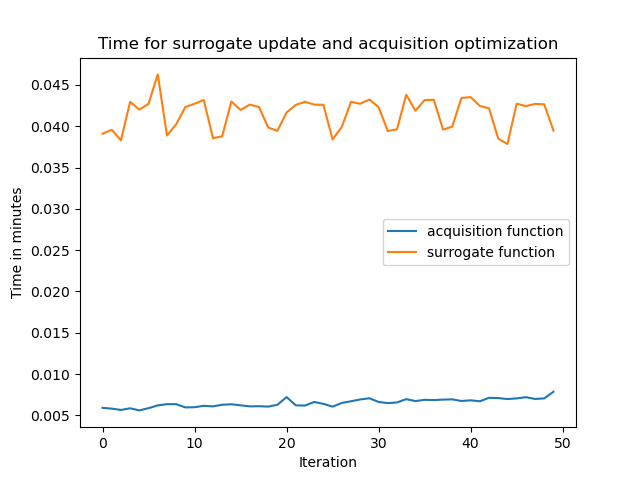 Time for surrogate update and acquisition optimization
0.045
0.040
0.035
0.030
0.025
0.020
0.015
0.010
0.005
Time in minutes
acquisition function
surrogate function
0 10 20 30 40 50
Iteration